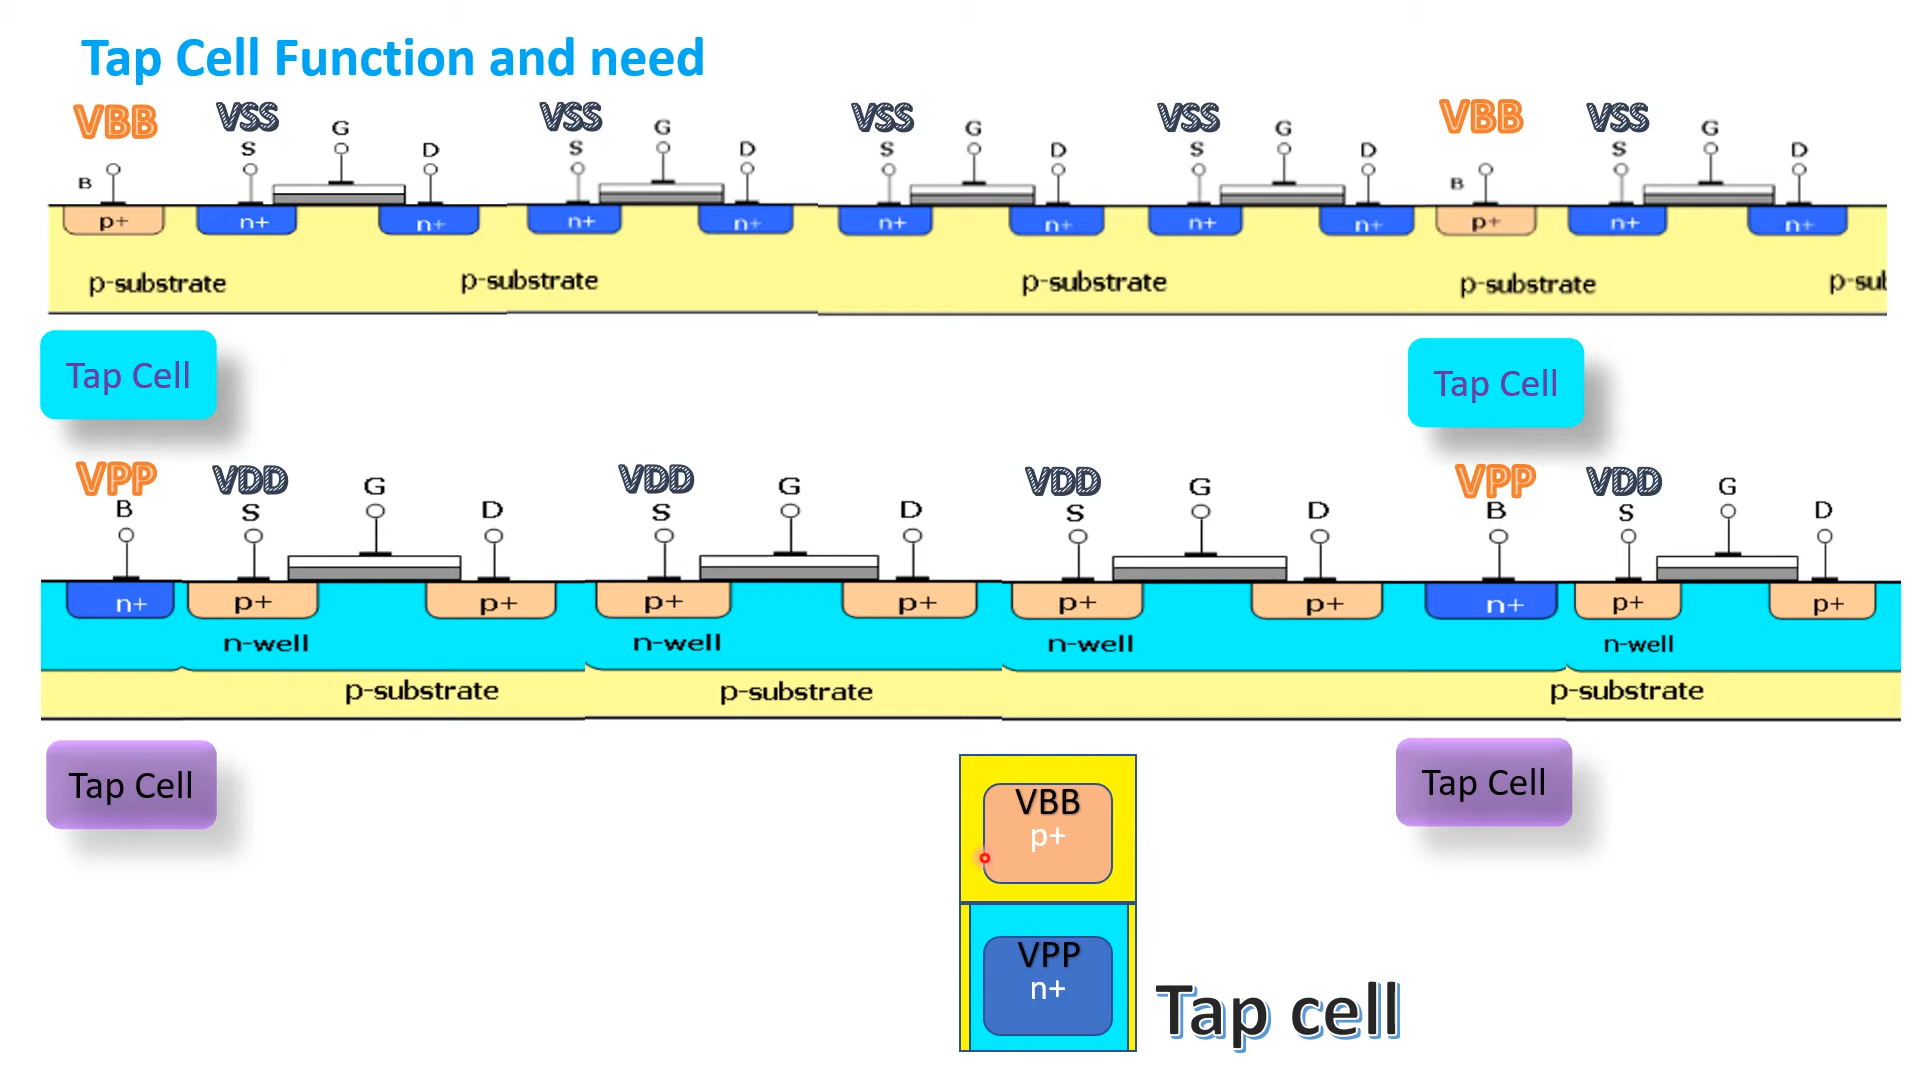 Tap Cell Function and need
VBB VSS VSS VSS VSS VBB VSS
G G G G G
S D S D S D S D S D
B B
p+ n+ n+ n+ n+ n+ n+ n+ n+ p+ n+ n+
p-substrate p-substrate p-substrate p-substrate p-sul
Tap Cell Tap Cell
VPP VDD VDD VDD VPP VDD
G G G G
B S D S D S D B S D
n+ p+ p+ p+ p+ p+ p+ n+ p+ p+
n-well n-well n-well n-well
p-substrate p-substrate p-substrate
Tap Cell Tap Cell
VBB
p+
VPP
n+
Tap cell